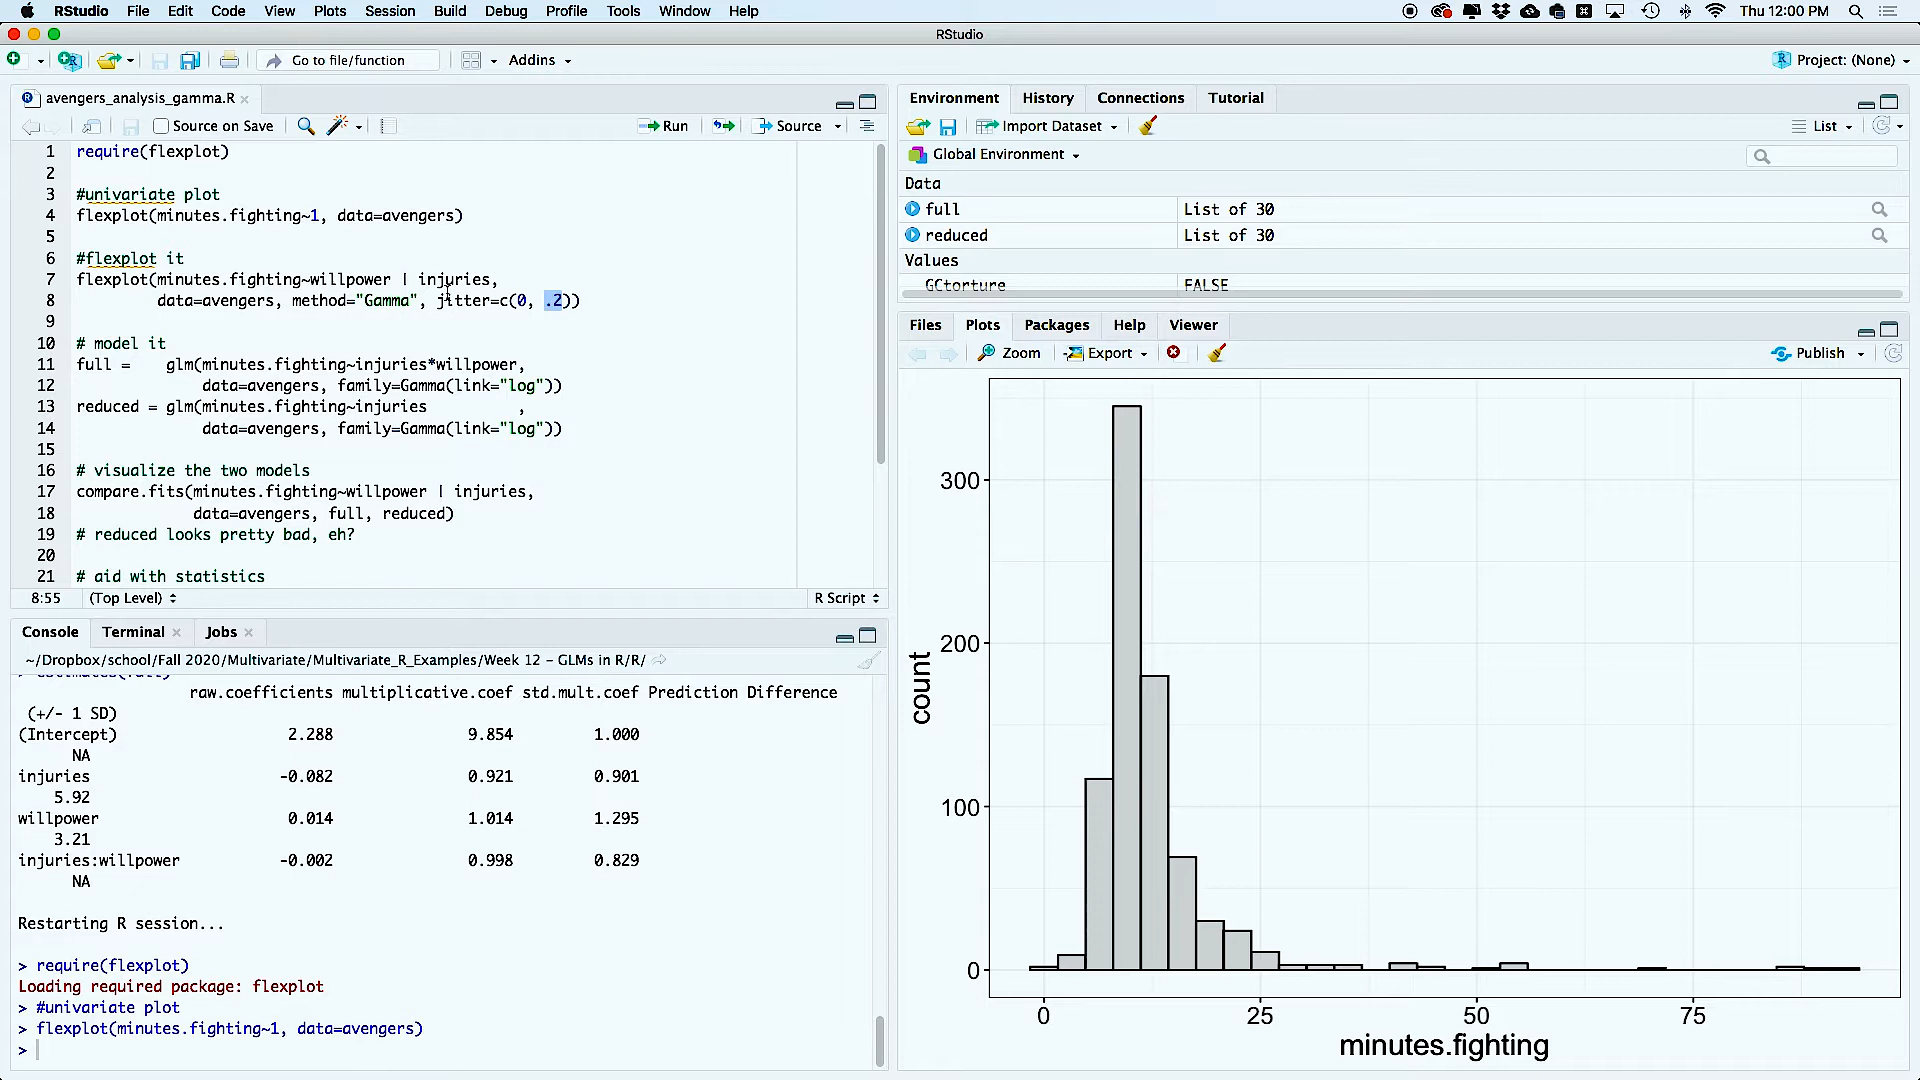 RStudio File Edit Code View Plots Session Build Debug Profile Tools Window Help Thu 12:00 PM
RStudio
Go to file/function Addins Project: (None)
avengers_analysis_gamma.R
Source on Save Run Source
1 require(flexplot)
2
3 #univariate plot
4 flexplot(minutes.fighting~1, data=avengers)
5
6 #flexplot it
7 flexplot(minutes.fighting~willpower | injuries,
8 data=avengers, method="Gamma", jitter=c(0, .2))
9
10 # model it
11 full = glm(minutes.fighting~injuries*willpower,
12 data=avengers, family=Gamma(link="log"))
13 reduced = glm(minutes.fighting~injuries ,
14 data=avengers, family=Gamma(link="log"))
15
16 # visualize the two models
17 compare.fits(minutes.fighting~willpower | injuries,
18 data=avengers, full, reduced)
19 # reduced looks pretty bad, eh?
20
21 # aid with statistics
8:55 (Top Level) R Script
Console Terminal Jobs
~/Dropbox/school/Fall 2020/Multivariate/Multivariate_R_Examples/Week 12 – GLMs in R/R/
> estimates(full)
raw.coefficients multiplicative.coef std.mult.coef Prediction Difference
(+/- 1 SD)
(Intercept) 2.288 9.854 1.000
NA
injuries -0.082 0.921 0.901
5.92
willpower 0.014 1.014 1.295
3.21
injuries:willpower -0.002 0.998 0.829
NA
Restarting R session...
> require(flexplot)
Loading required package: flexplot
> #univariate plot
> flexplot(minutes.fighting~1, data=avengers)
>
Environment History Connections Tutorial
Import Dataset List
Global Environment
Data
full List of 30
reduced List of 30
Values
GCtorture FALSE
Files Plots Packages Help Viewer
Zoom Export Publish
300
200
100
0
count
0 25 50 75
minutes.fighting